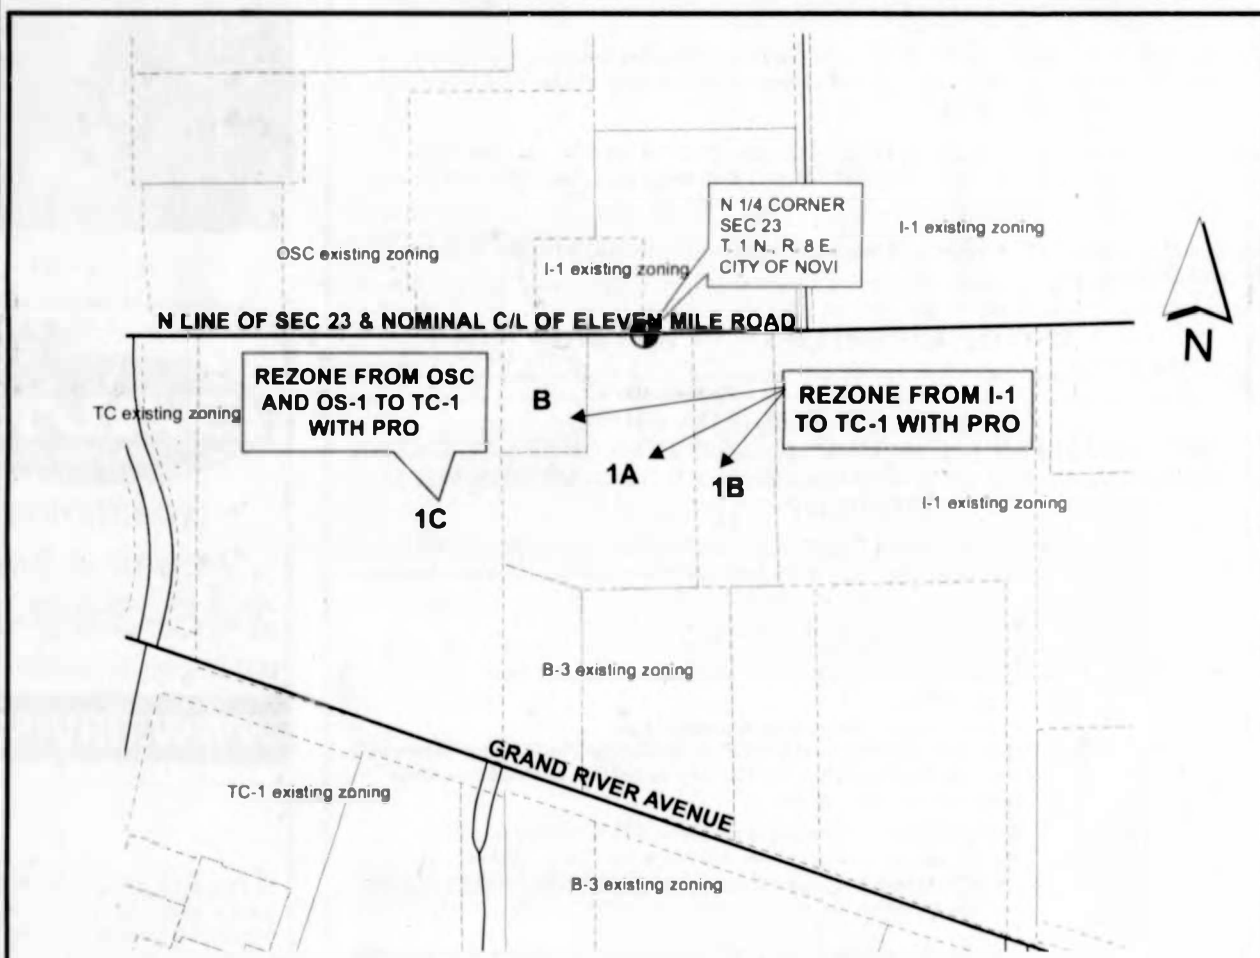 N 1/4 CORNER
SEC 23
T. 1 N., R. 8 E.
CITY OF NOVI
I-1 existing zoning
OSC existing zoning
I-1 existing zoning
N LINE OF SEC 23 & NOMINAL C/L OF ELEVEN MILE ROAD
N
REZONE FROM OSC
AND OS-1 TO TC-1
WITH PRO
TC existing zoning
B
REZONE FROM I-1
TO TC-1 WITH PRO
1A
1B
1C
I-1 existing zoning
B-3 existing zoning
GRAND RIVER AVENUE
TC-1 existing zoning
B-3 existing zoning